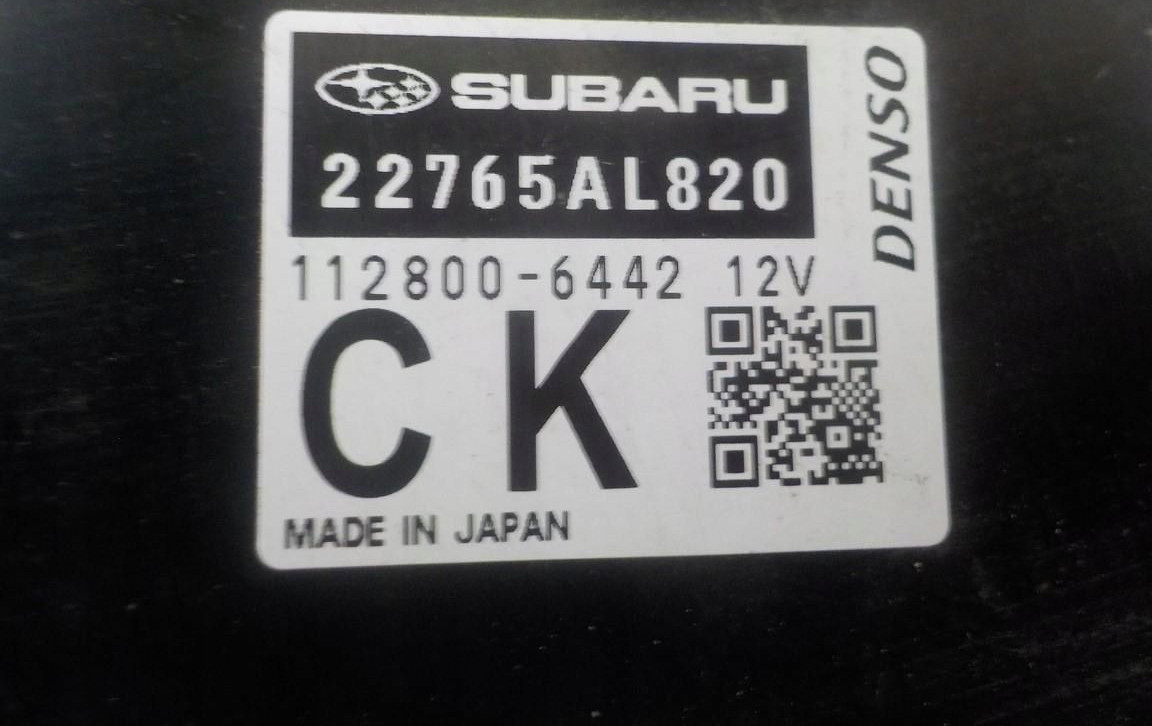 SUBARU
22765AL820
112800-6442 12V
CK
MADE IN JAPAN
DENSO